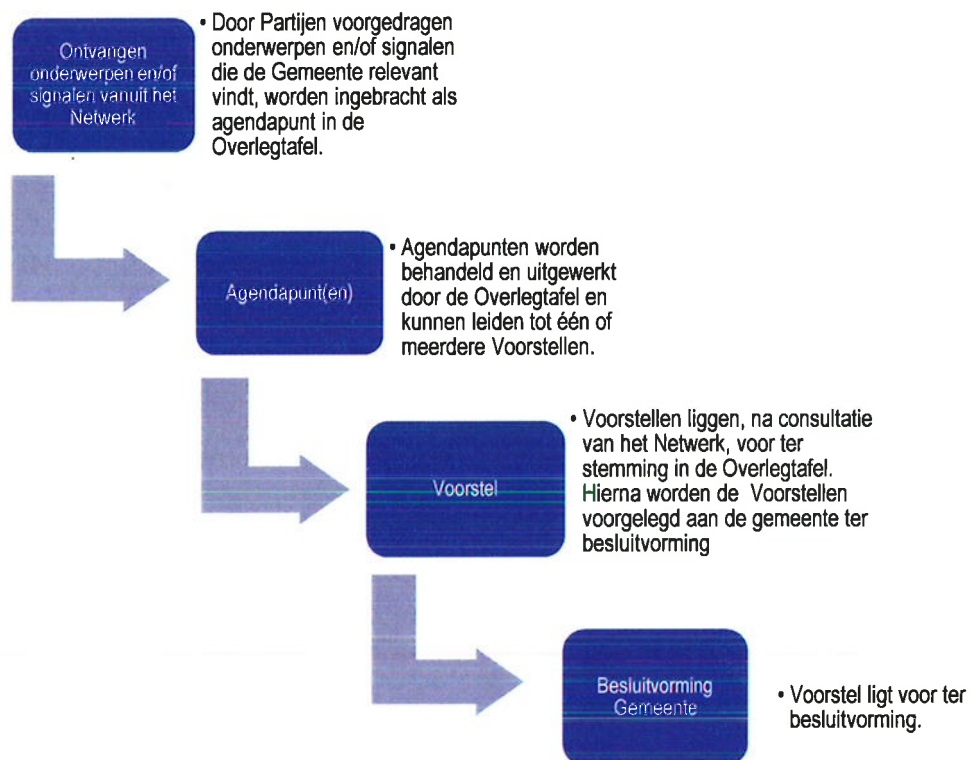 Ontvangen
onderwerpen en/of
signalen vanuit het
Netwerk
• Door Partijen voorgedragen
onderwerpen en/of signalen
die de Gemeente relevant
vindt, worden ingebracht als
agendapunt in de
Overlegtafel.
Agendapunt(en)
• Agendapunten worden
behandeld en uitgewerkt
door de Overlegtafel en
kunnen leiden tot één of
meerdere Voorstellen.
Voorstel
• Voorstellen liggen, na consultatie
van het Netwerk, voor ter
stemming in de Overlegtafel.
Hierna worden de Voorstellen
voorgelegd aan de gemeente ter
besluitvorming
Besluitvorming
Gemeente
• Voorstel ligt voor ter
besluitvorming.